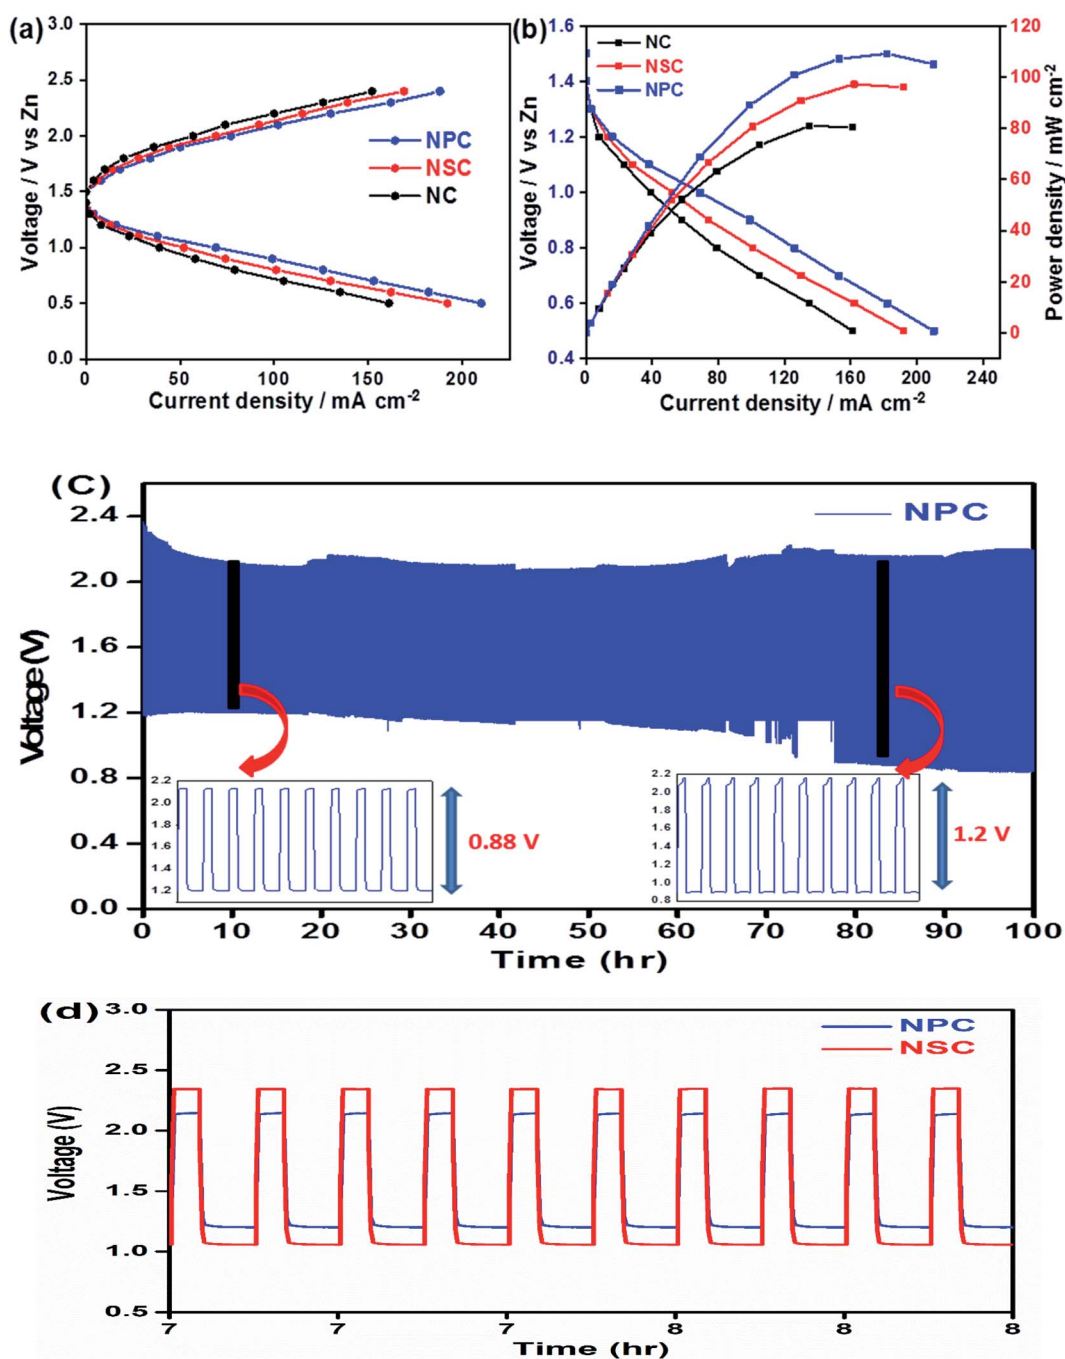 (a)
3.0
2.5
2.0
1.5
1.0
0.5
0.0
Voltage / V vs Zn
NPC
NSC
NC
0 50 100 150 200
Current density / mA cm-2
(b)
1.6
1.4
1.2
1.0
0.8
0.6
0.4
Voltage / V vs Zn
NC
NSC
NPC
120
100
80
60
40
20
0
Power density / mW cm-2
0 40 80 120 160 200 240
Current density / mA cm-2
(C)
2.4
2.0
1.6
1.2
0.8
0.4
0.0
Voltage(V)
NPC
2.2
2.0
1.8
1.6
1.4
1.2
0.88 V
2.2
2.0
1.8
1.6
1.4
1.2
1.0
0.8
1.2 V
0 10 20 30 40 50 60 70 80 90 100
Time (hr)
(d)
3.0
2.5
2.0
1.5
1.0
0.5
Voltage (V)
NPC
NSC
7 7 7 8 8 8
Time (hr)